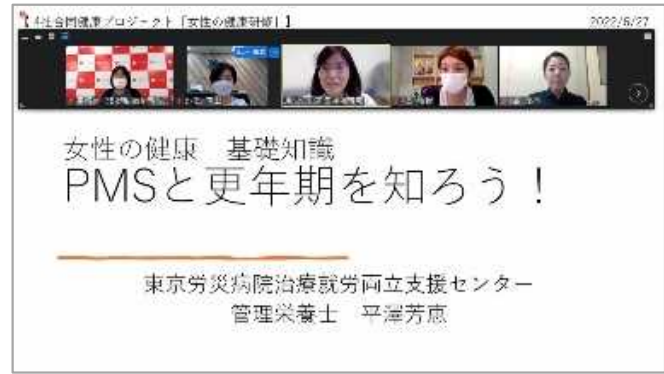 【4社合同健康プロジェクト「女性の健康研修」】
2022/6/27
女性の健康 基礎知識
PMSと更年期を知ろう！
東京労災病院治療就労両立支援センター
管理栄養士 平澤芳恵